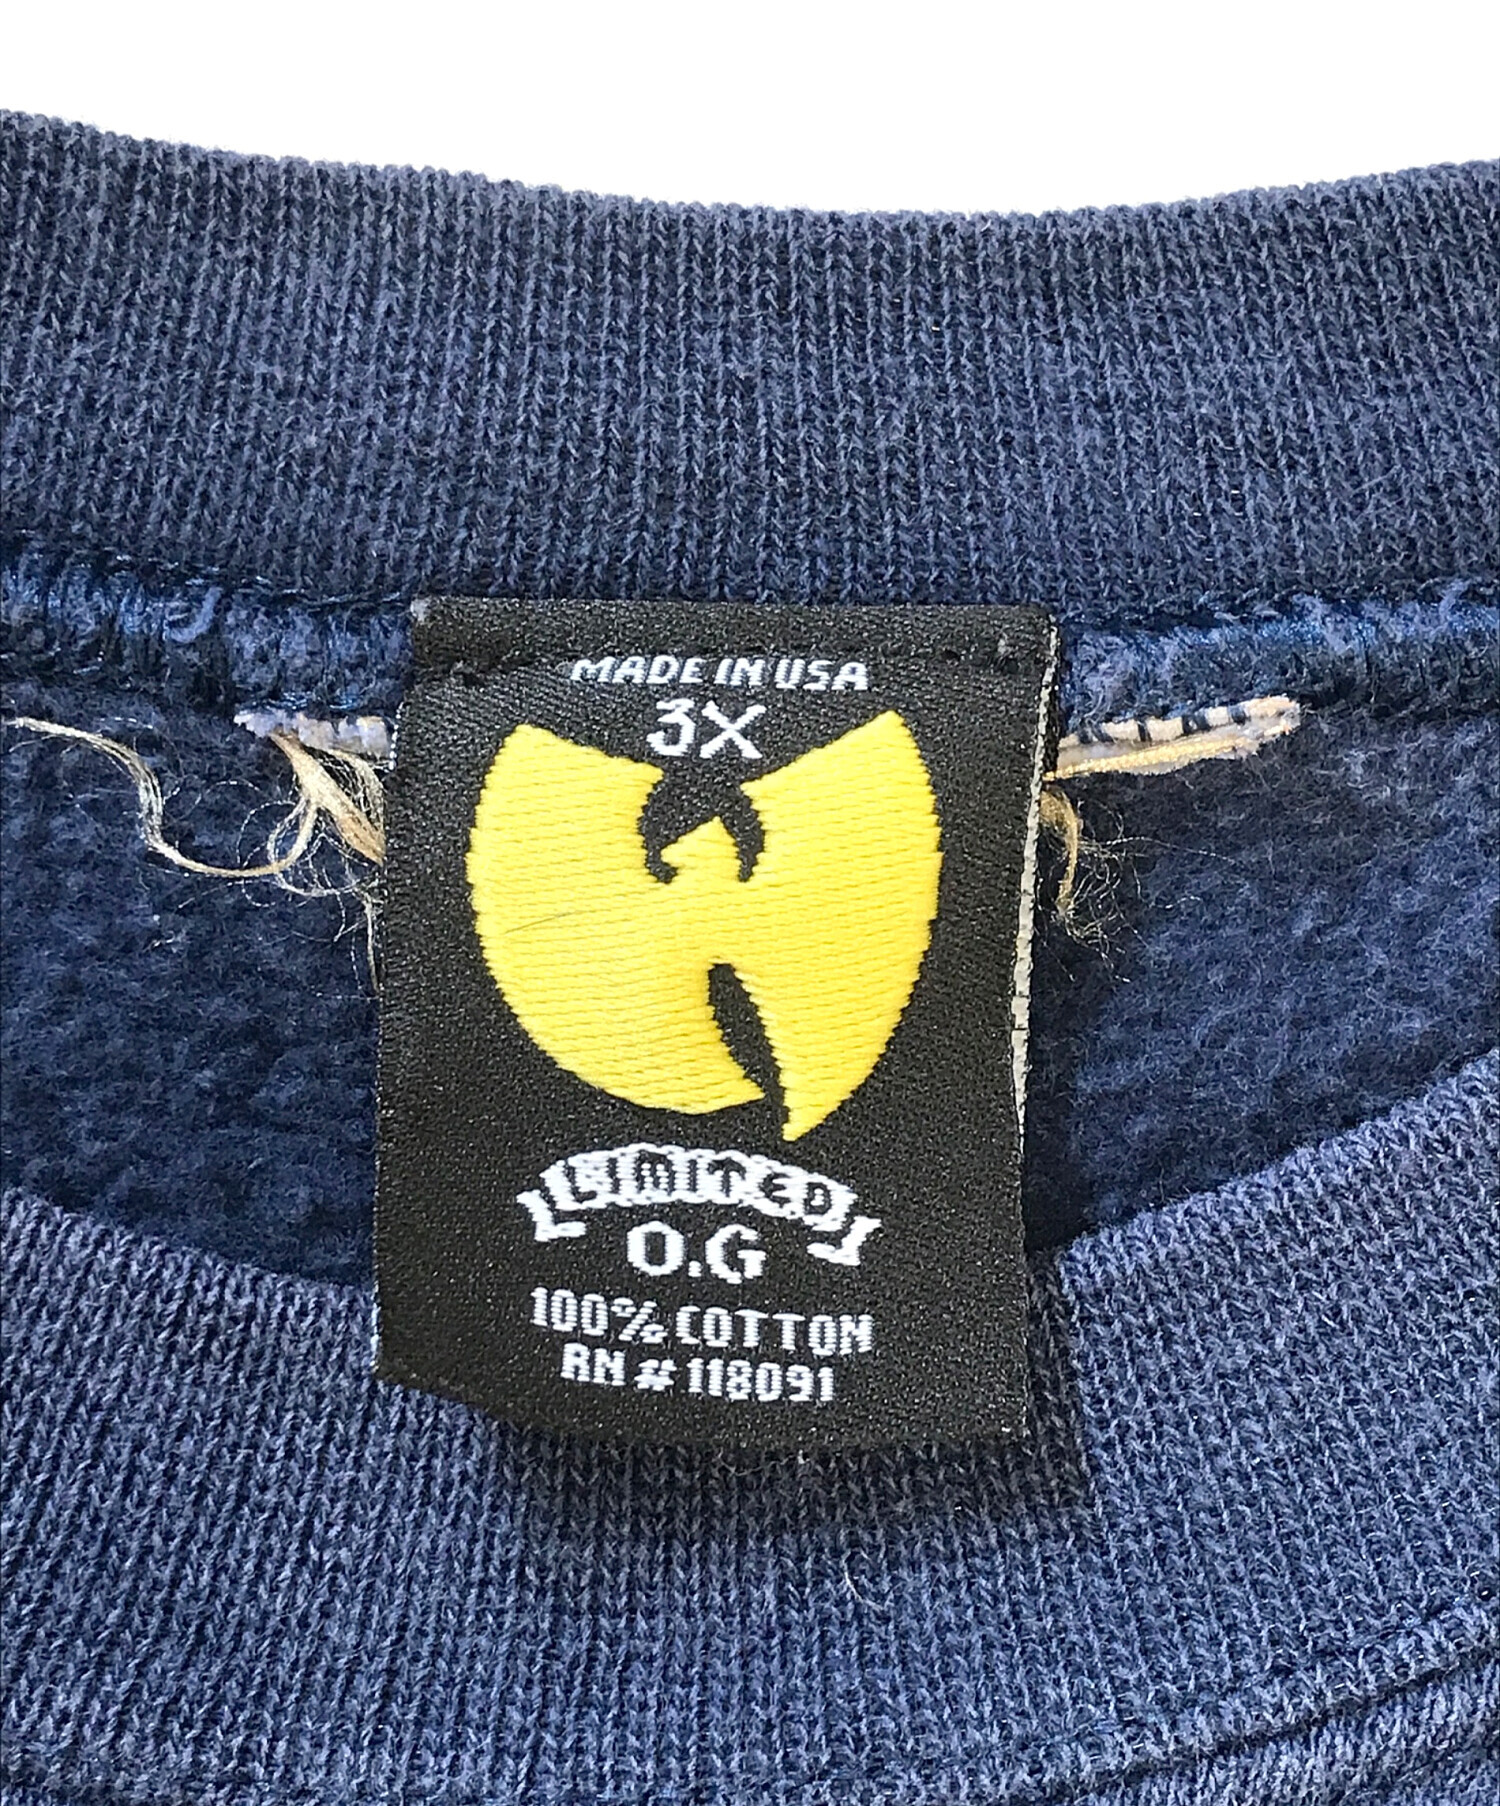 MADE IN USA
3X
LIMITED
O.G
100% COTTON
RN # 118091